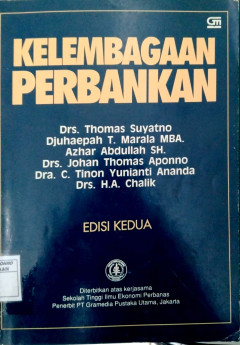 GM
KELEMBAGAAN
PERBANKAN
Drs. Thomas Suyatno
Djuhaepah T. Marala MBA.
Azhar Abdullah SH.
Drs. Johan Thomas Aponno
Dra. C. Tinon Yunianti Ananda
Drs. H.A. Chalik
EDISI KEDUA
Diterbitkan atas kerjasama
Sekolah Tinggi Ilmu Ekonomi Perbanas
Penerbit PT Gramedia Pustaka Utama, Jakarta